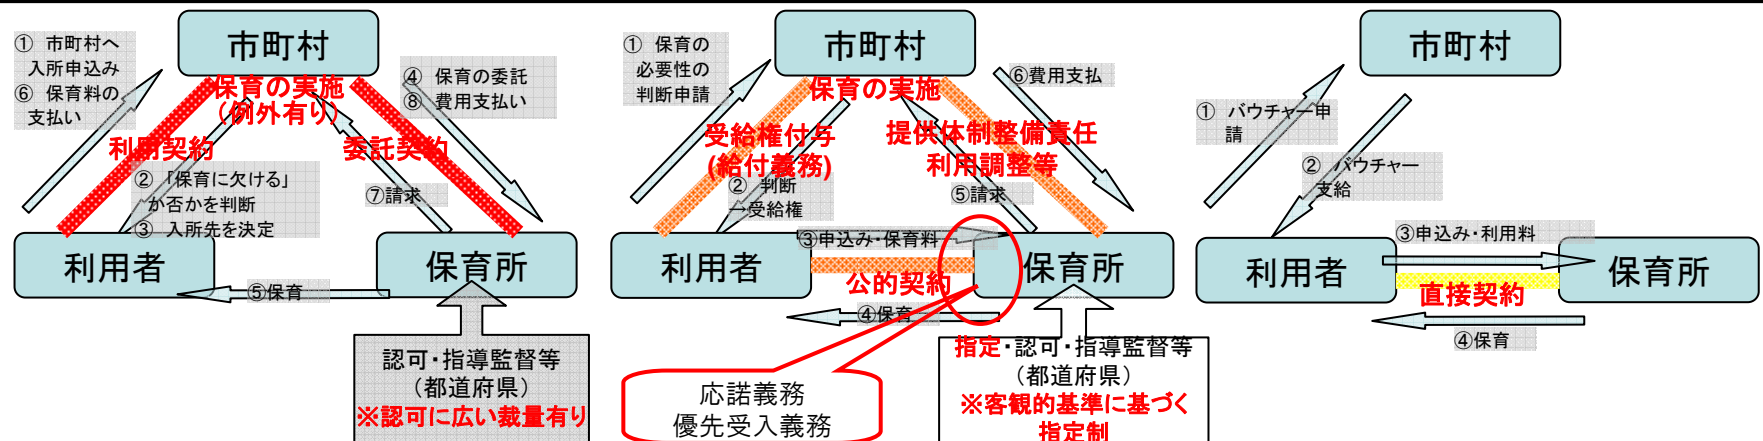 市町村
① 市町村へ
入所申込み
⑥ 保育料の
支払い
保育の実施
(例外有り)
④ 保育の委託
⑧ 費用支払い
利用契約
委託契約
② 「保育に欠ける」
か否かを判断
③ 入所先を決定
⑦請求
利用者
保育所
⑤保育
認可・指導監督等
(都道府県)
※認可に広い裁量有り
市町村
① 保育の
必要性の
判断申請
保育の実施
⑥費用支払
受給権付与
(給付義務)
提供体制整備責任
利用調整等
② 判断
→受給権
⑤請求
③申込み・保育料
利用者
保育所
公的契約
④保育
応諾義務
優先受入義務
指定・認可・指導監督等
(都道府県)
※客観的基準に基づく
指定制
市町村
① バウチャー申
請
② バウチャー
支給
③申込み・利用料
利用者
保育所
直接契約
④保育